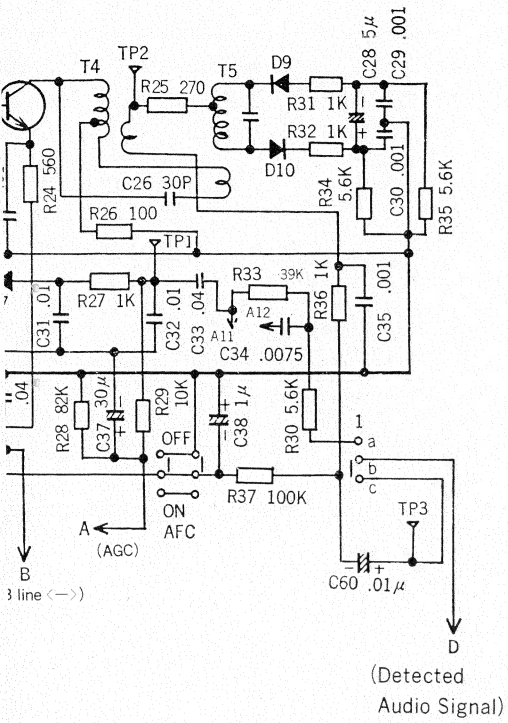 T4
TP2
R25 270
T5
D9
C28 5μ
C29 .001
R31 1K
R32 1K
D10
R24 560
C26 30P
R34 5.6K
C30 .001
R35 5.6K
R26 100
TP1
R33 39K
A12
A11
R36 1K
C35 .001
R27 1K
C31 .01
C32 .01
C33 .04
C34 .0075
.04
R28 82K
C37 30μ
R29 10K
C38 1μ
R30 5.6K
1
a
b
c
OFF
ON
AFC
R37 100K
TP3
A
(AGC)
B
line <->)
C60 .01μ
D
(Detected
Audio Signal)